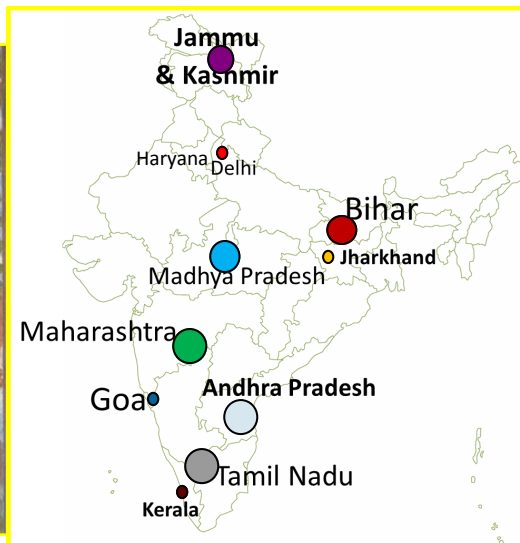 Jammu
& Kashmir
Haryana
Delhi
Bihar
Jharkhand
Madhya Pradesh
Maharashtra
Andhra Pradesh
Goa
Tamil Nadu
Kerala